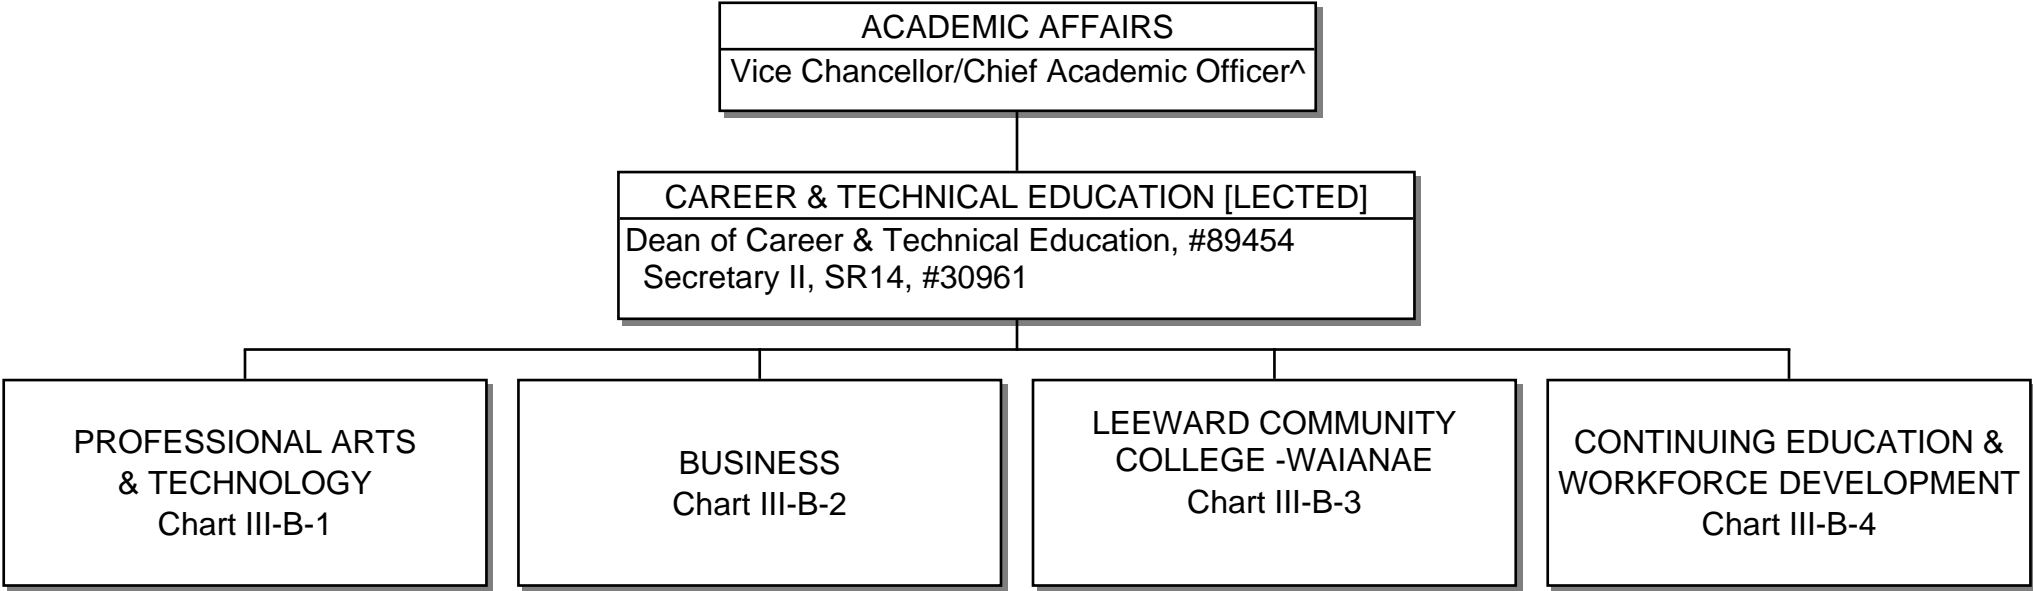 ACADEMIC AFFAIRS
Vice Chancellor/Chief Academic Officer^
CAREER & TECHNICAL EDUCATION [LECTED]
Dean of Career & Technical Education, #89454
Secretary II, SR14, #30961
PROFESSIONAL ARTS
& TECHNOLOGY
Chart III-B-1
BUSINESS
Chart III-B-2
LEEWARD COMMUNITY
COLLEGE -WAIANAE
Chart III-B-3
CONTINUING EDUCATION &
WORKFORCE DEVELOPMENT
Chart III-B-4